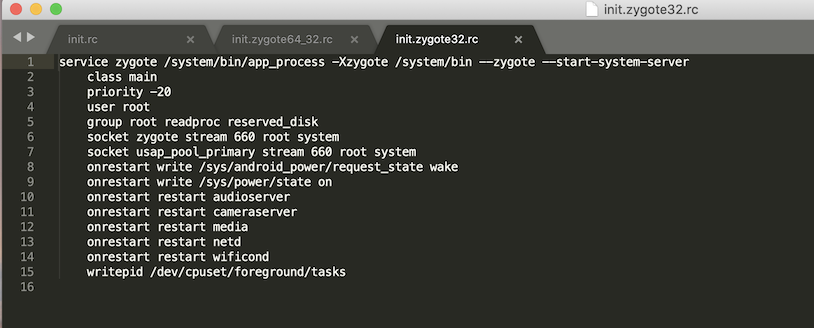 init.zygote32.rc
init.rc × init.zygote64_32.rc × init.zygote32.rc ×
1 service zygote /system/bin/app_process -Xzygote /system/bin --zygote --start-system-server
2 class main
3 priority -20
4 user root
5 group root readproc reserved_disk
6 socket zygote stream 660 root system
7 socket usap_pool_primary stream 660 root system
8 onrestart write /sys/android_power/request_state wake
9 onrestart write /sys/power/state on
10 onrestart restart audioserver
11 onrestart restart cameraserver
12 onrestart restart media
13 onrestart restart netd
14 onrestart restart wificond
15 writepid /dev/cpuset/foreground/tasks
16